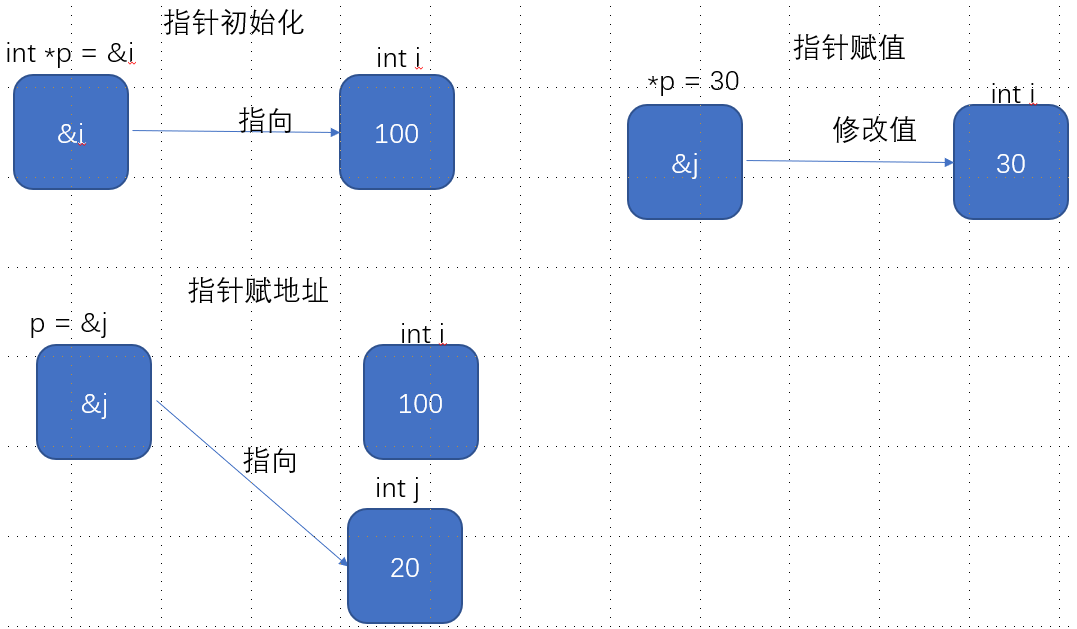 指针初始化
int *p = &i
int i
&i
指向
100
指针赋值
*p = 30
int i
&j
修改值
30
指针赋地址
p = &j
int i
&j
100
指向
int j
20